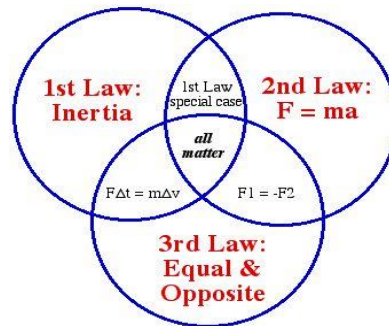 1st Law:
Inertia
1st Law
special case
2nd Law:
F = ma
all
matter
FΔt = mΔv
F1 = -F2
3rd Law:
Equal &
Opposite